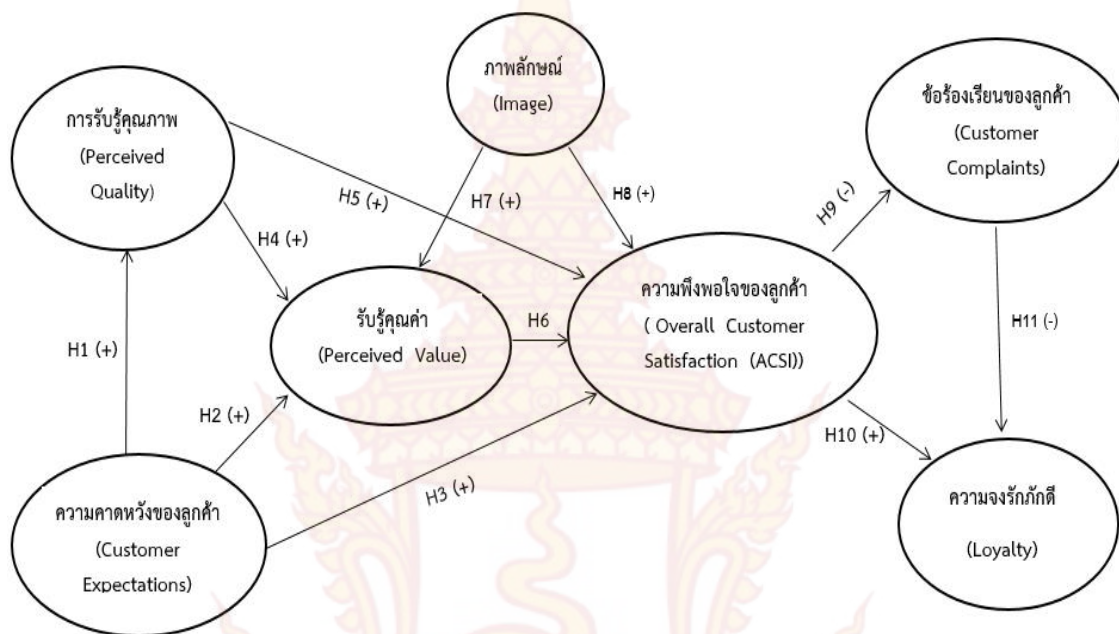 ภาพลักษณ์
(Image)
การรับรู้คุณภาพ
(Perceived
Quality)
ข้อร้องเรียนของลูกค้า
(Customer
Complaints)
H5 (+)
H7 (+)
H8 (+)
H9 (-)
H4 (+)
ความพึงพอใจของลูกค้า
( Overall Customer
Satisfaction (ACSI))
รับรู้คุณค่า
(Perceived Value)
H6
H1 (+)
H11 (-)
H2 (+)
H10 (+)
H3 (+)
ความคาดหวังของลูกค้า
(Customer
Expectations)
ความจงรักภักดี
(Loyalty)